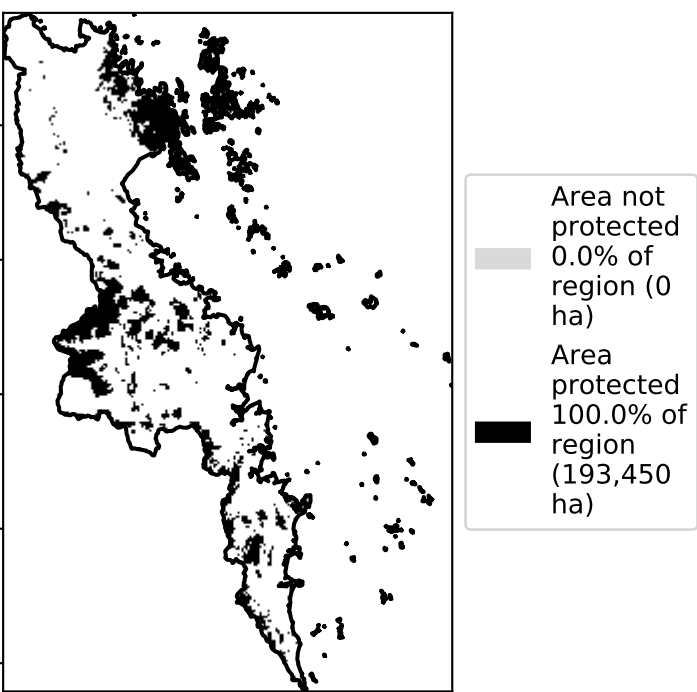 Area not
protected
0.0% of
region (0
ha)
Area
protected
100.0% of
region
(193,450
ha)